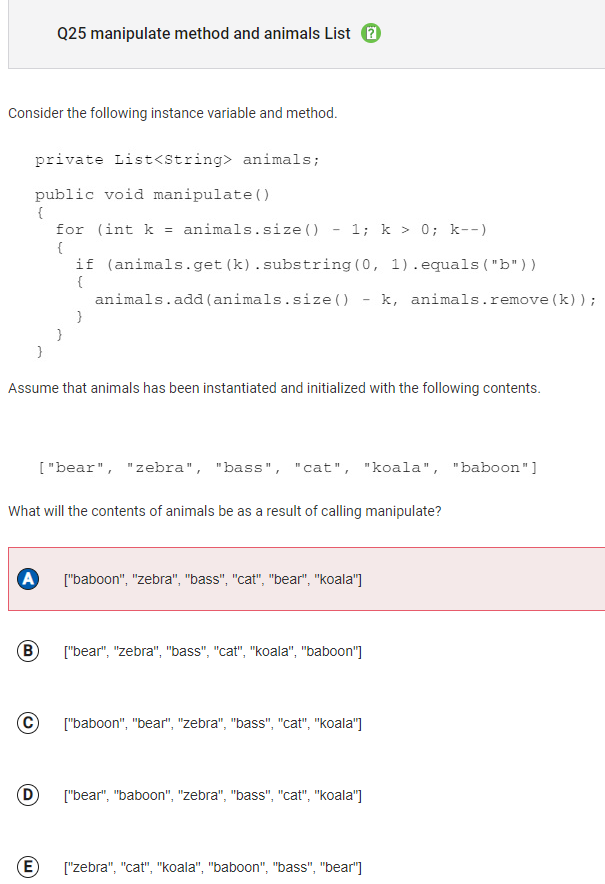 Q25 manipulate method and animals List
Consider the following instance variable and method.
private List<String> animals;
public void manipulate()
{
for (int k = animals.size() - 1; k > 0; k--)
{
if (animals.get(k).substring(0, 1).equals("b"))
{
animals.add(animals.size() - k, animals.remove(k));
}
}
}
Assume that animals has been instantiated and initialized with the following contents.
["bear", "zebra", "bass", "cat", "koala", "baboon"]
What will the contents of animals be as a result of calling manipulate?
A ["baboon", "zebra", "bass", "cat", "bear", "koala"]
B ["bear", "zebra", "bass", "cat", "koala", "baboon"]
C ["baboon", "bear", "zebra", "bass", "cat", "koala"]
D ["bear", "baboon", "zebra", "bass", "cat", "koala"]
E ["zebra", "cat", "koala", "baboon", "bass", "bear"]